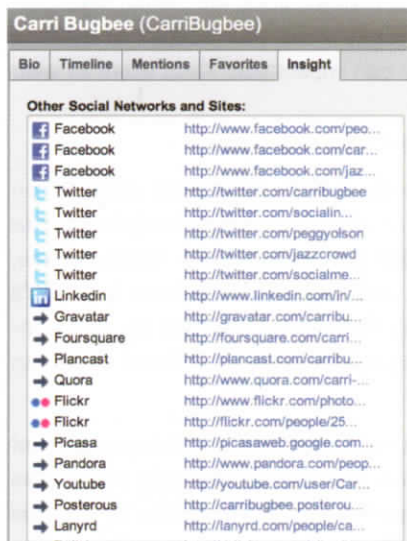 Carri Bugbee (CarriBugbee)
Bio Timeline Mentions Favorites Insight
Other Social Networks and Sites:
Facebook http://www.facebook.com/peo...
Facebook http://www.facebook.com/car...
Facebook http://www.facebook.com/jaz...
Twitter http://twitter.com/carribugbee
Twitter http://twitter.com/socialin...
Twitter http://twitter.com/peggyolson
Twitter http://twitter.com/jazzcrowd
Twitter http://twitter.com/socialme...
Linkedin http://www.linkedin.com/in/...
Gravatar http://gravatar.com/carribu...
Foursquare http://foursquare.com/carri...
Plancast http://plancast.com/carribu...
Quora http://www.quora.com/carri-...
Flickr http://www.flickr.com/photo...
Flickr http://flickr.com/people/25...
Picasa http://picasaweb.google.com...
Pandora http://www.pandora.com/peop...
Youtube http://youtube.com/user/Car...
Posterous http://carribugbee.posterou...
Lanyrd http://lanyrd.com/people/ca...